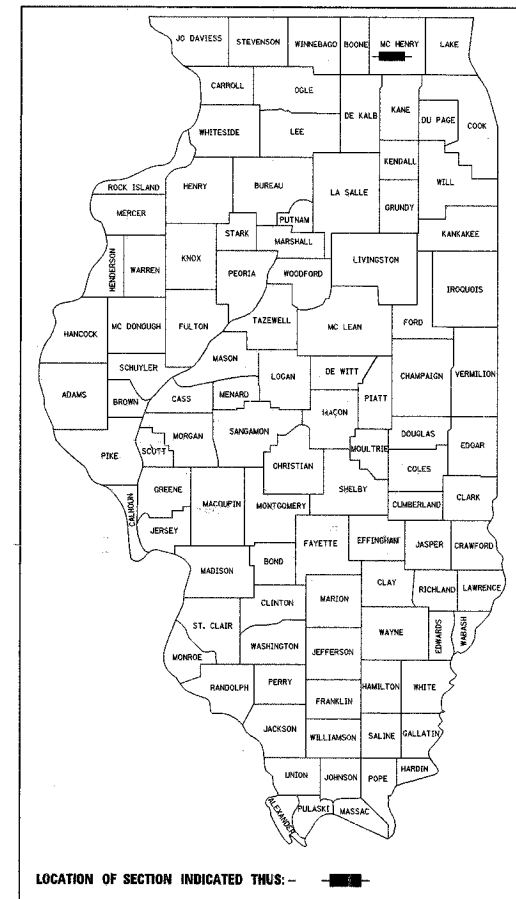 JO DAVIESS
STEVENSON
WINNEBAGO
BOONE
MC HENRY
LAKE
CARROLL
OGLE
DE KALB
KANE
DU PAGE
COOK
WHITESIDE
LEE
KENDALL
WILL
ROCK ISLAND
HENRY
BUREAU
LA SALLE
GRUNDY
MERCER
PUTNAM
KANKAKEE
STARK
MARSHALL
HENDERSON
WARREN
KNOX
PEORIA
WOODFORD
LIVINGSTON
IROQUOIS
HANCOCK
MC DONOUGH
FULTON
TAZEWELL
MC LEAN
FORD
SCHUYLER
MASON
LOGAN
DE WITT
CHAMPAIGN
VERMILION
ADAMS
BROWN
CASS
MENARD
PIATT
MACON
PIKE
SCOTT
MORGAN
SANGAMON
MOULTRIE
DOUGLAS
EDGAR
CHRISTIAN
COLES
CALHOUN
GREENE
MACOUPIN
MONTGOMERY
SHELBY
CUMBERLAND
CLARK
JERSEY
FAYETTE
EFFINGHAM
JASPER
CRAWFORD
MADISON
BOND
CLAY
RICHLAND
LAWRENCE
CLINTON
MARION
ST. CLAIR
WAYNE
EDWARDS
WABASH
MONROE
WASHINGTON
JEFFERSON
RANDOLPH
PERRY
HAMILTON
WHITE
FRANKLIN
JACKSON
WILLIAMSON
SALINE
GALLATIN
UNION
JOHNSON
POPE
HARDIN
ALEXANDER
PULASKI
MASSAC
LOCATION OF SECTION INDICATED THUS: -